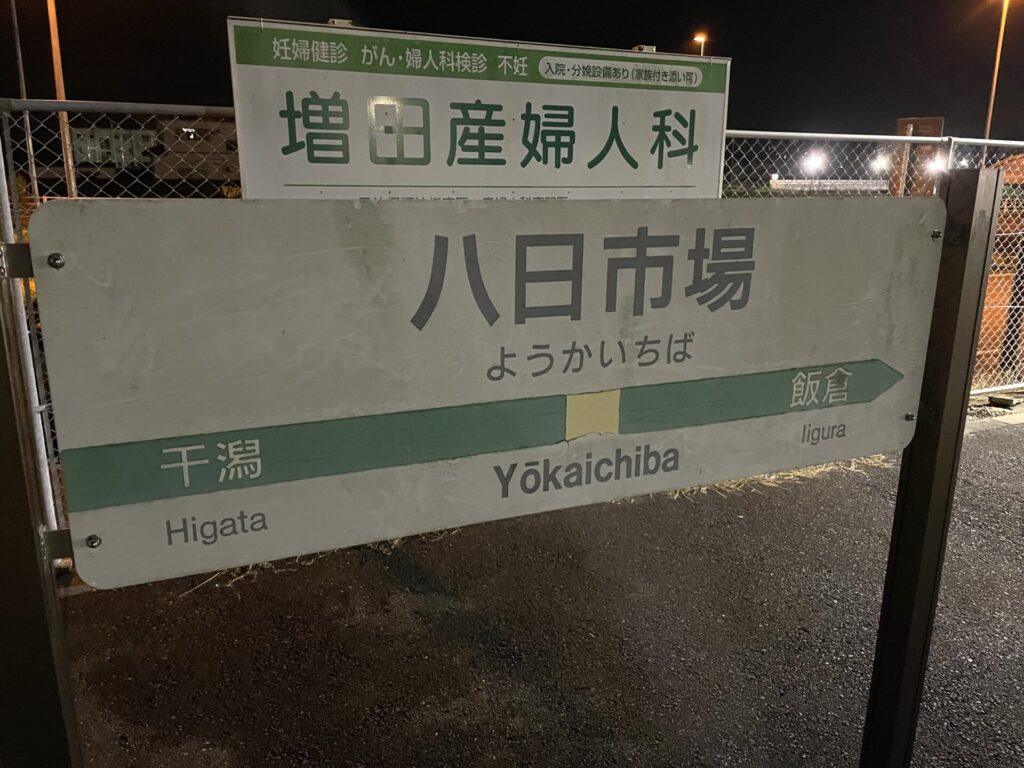 妊婦健診 がん・婦人科検診 不妊 入院・分娩設備あり(家族付き添い可)
増田産婦人科
八日市場
ようかいちば
干潟 飯倉
Higata Yōkaichiba Iigura